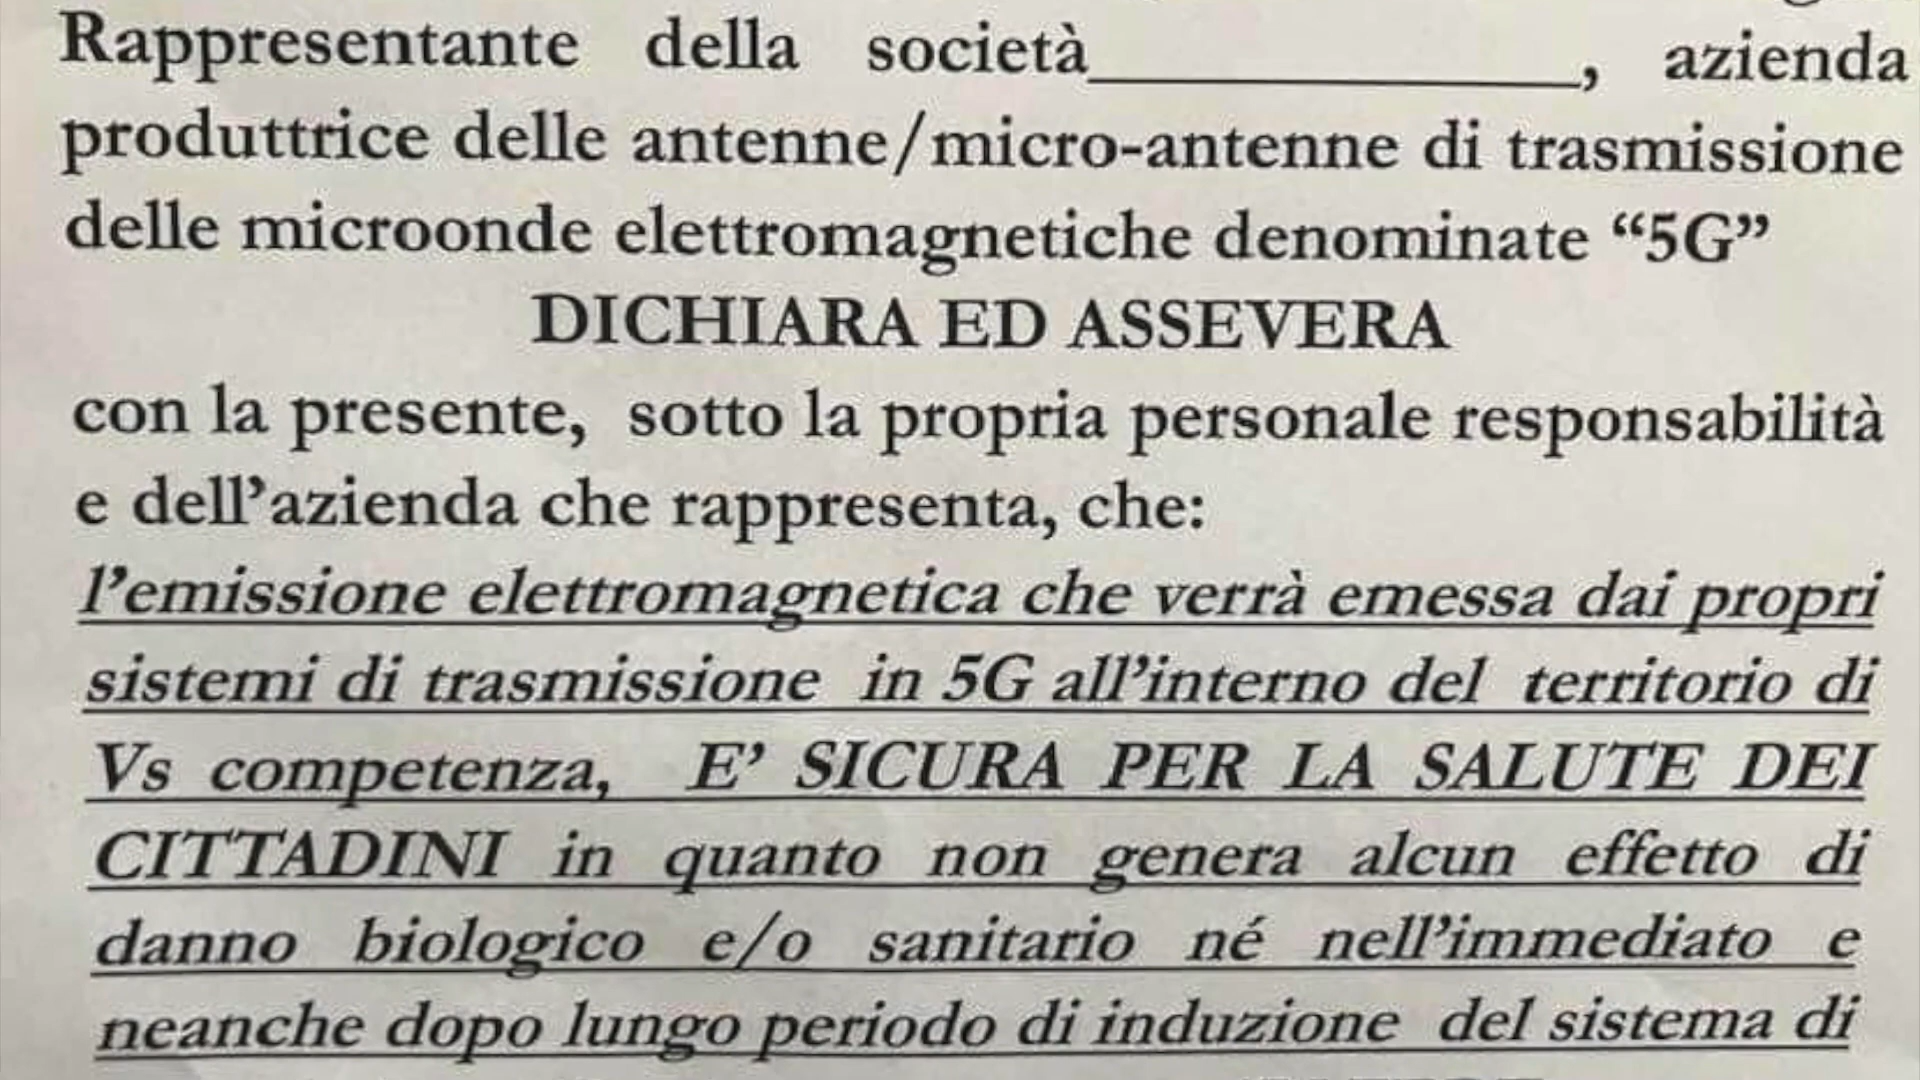 Rappresentante della società______________, azienda
produttrice delle antenne/micro-antenne di trasmissione
delle microonde elettromagnetiche denominate “5G”
DICHIARA ED ASSEVERA
con la presente, sotto la propria personale responsabilità
e dell’azienda che rappresenta, che:
l’emissione elettromagnetica che verrà emessa dai propri
sistemi di trasmissione in 5G all’interno del territorio di
Vs competenza, E’ SICURA PER LA SALUTE DEI
CITTADINI in quanto non genera alcun effetto di
danno biologico e/o sanitario né nell’immediato e
neanche dopo lungo periodo di induzione del sistema di